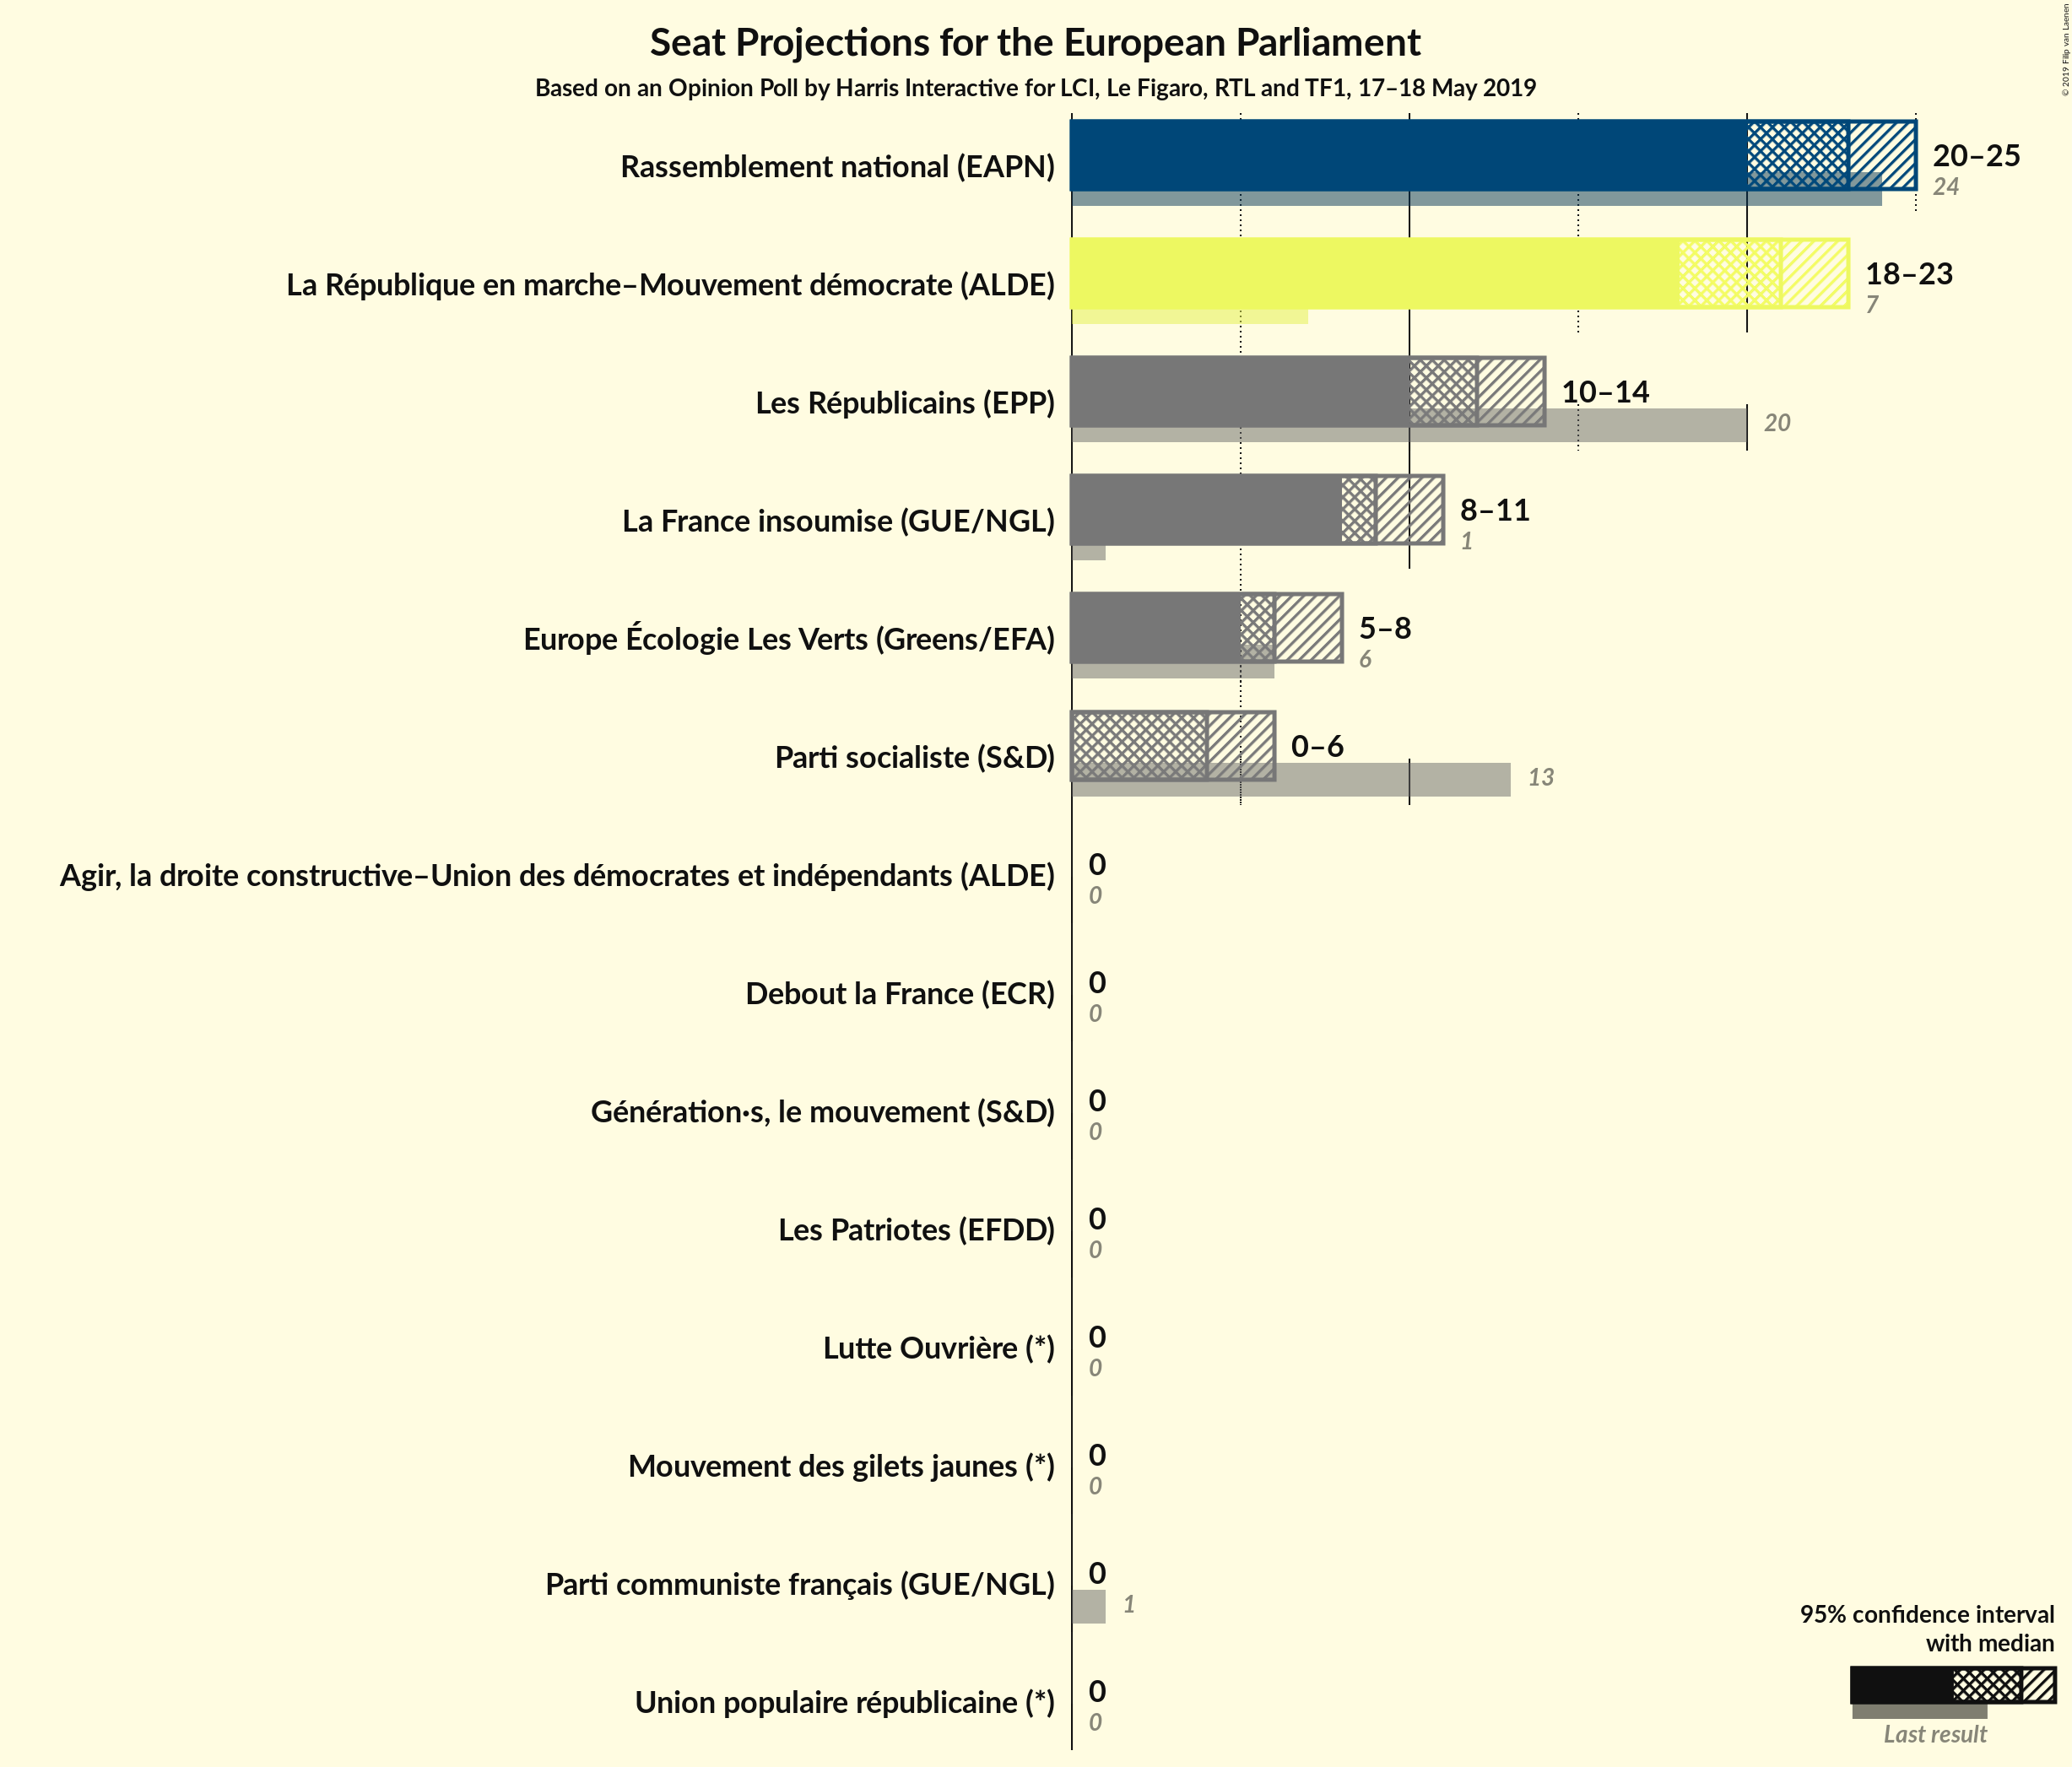 Seat Projections for the European Parliament
Based on an Opinion Poll by Harris Interactive for LCI, Le Figaro, RTL and TF1, 17–18 May 2019
© 2019 Filip van Laenen
Rassemblement national (EAPN)
20–25
24
La République en marche–Mouvement démocrate (ALDE)
18–23
7
Les Républicains (EPP)
10–14
20
La France insoumise (GUE/NGL)
8–11
1
Europe Écologie Les Verts (Greens/EFA)
5–8
6
Parti socialiste (S&D)
0–6
13
Agir, la droite constructive–Union des démocrates et indépendants (ALDE)
0
0
Debout la France (ECR)
0
0
Génération·s, le mouvement (S&D)
0
0
Les Patriotes (EFDD)
0
0
Lutte Ouvrière (*)
0
0
Mouvement des gilets jaunes (*)
0
0
Parti communiste français (GUE/NGL)
0
1
Union populaire républicaine (*)
0
0
95% confidence interval
with median
Last result